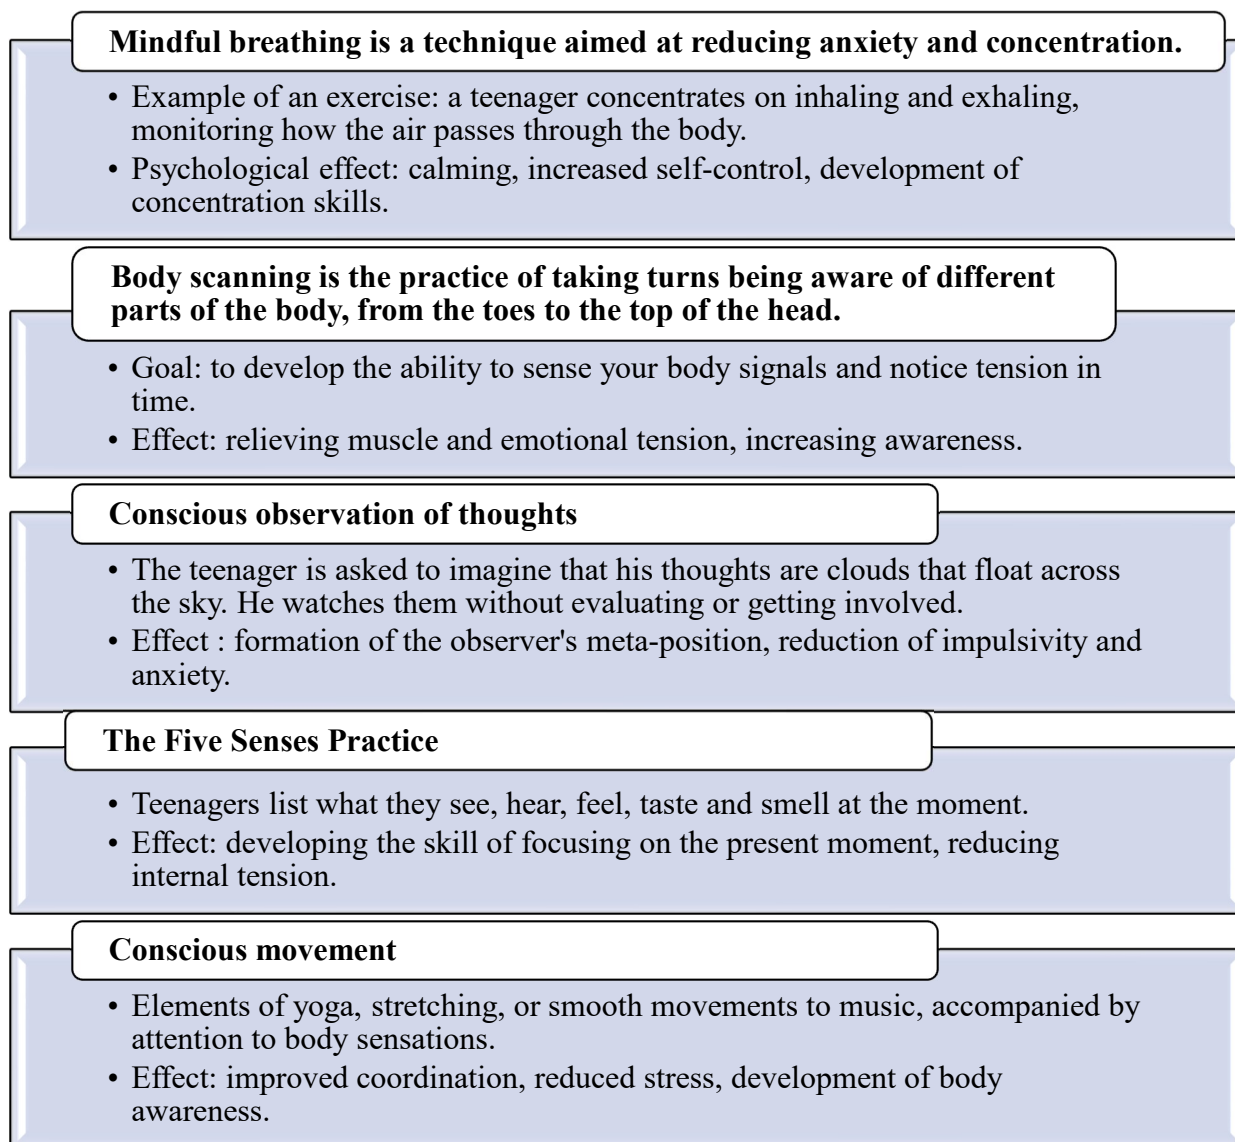 Mindful breathing is a technique aimed at reducing anxiety and concentration.
• Example of an exercise: a teenager concentrates on inhaling and exhaling,
monitoring how the air passes through the body.
• Psychological effect: calming, increased self-control, development of
concentration skills.
Body scanning is the practice of taking turns being aware of different
parts of the body, from the toes to the top of the head.
• Goal: to develop the ability to sense your body signals and notice tension in
time.
• Effect: relieving muscle and emotional tension, increasing awareness.
Conscious observation of thoughts
• The teenager is asked to imagine that his thoughts are clouds that float across
the sky. He watches them without evaluating or getting involved.
• Effect : formation of the observer's meta-position, reduction of impulsivity and
anxiety.
The Five Senses Practice
• Teenagers list what they see, hear, feel, taste and smell at the moment.
• Effect: developing the skill of focusing on the present moment, reducing
internal tension.
Conscious movement
• Elements of yoga, stretching, or smooth movements to music, accompanied by
attention to body sensations.
• Effect: improved coordination, reduced stress, development of body
awareness.